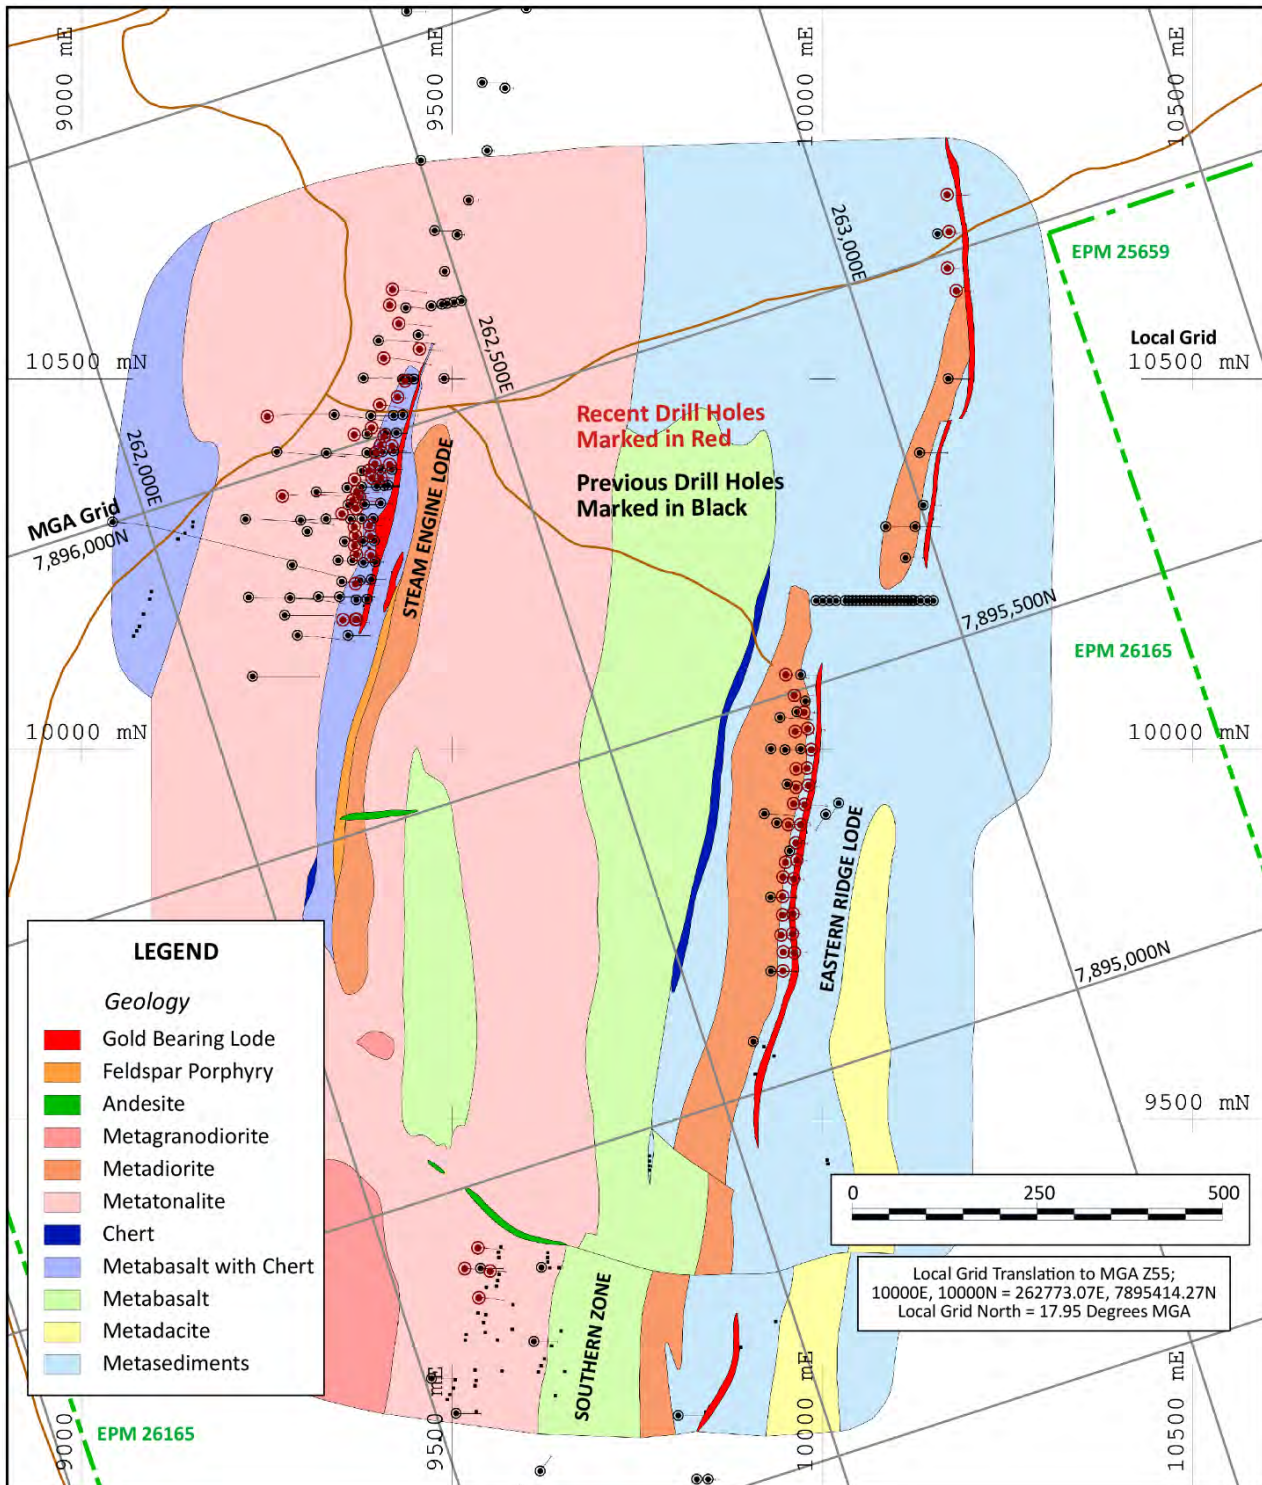 9000 mE
9500 mE
10000 mE
10500 mE
EPM 25659
263,000E
262,500E
Local Grid
10500 mN
10500 mN
Recent Drill Holes
Marked in Red
Previous Drill Holes
Marked in Black
262,000E
MGA Grid
7,896,000N
STEAM ENGINE LODE
7,895,500N
EPM 26165
10000 mN
10000 mN
EASTERN RIDGE LODE
7,895,000N
9500 mN
LEGEND
Geology
Gold Bearing Lode
Feldspar Porphyry
Andesite
Metagranodiorite
Metadiorite
Metatonalite
Chert
Metabasalt with Chert
Metabasalt
Metadacite
Metasediments
0 250 500
Local Grid Translation to MGA Z55;
10000E, 10000N = 262773.07E, 7895414.27N
Local Grid North = 17.95 Degrees MGA
SOUTHERN ZONE
EPM 26165
9000
9500 mE
10000 mE
10500 mE